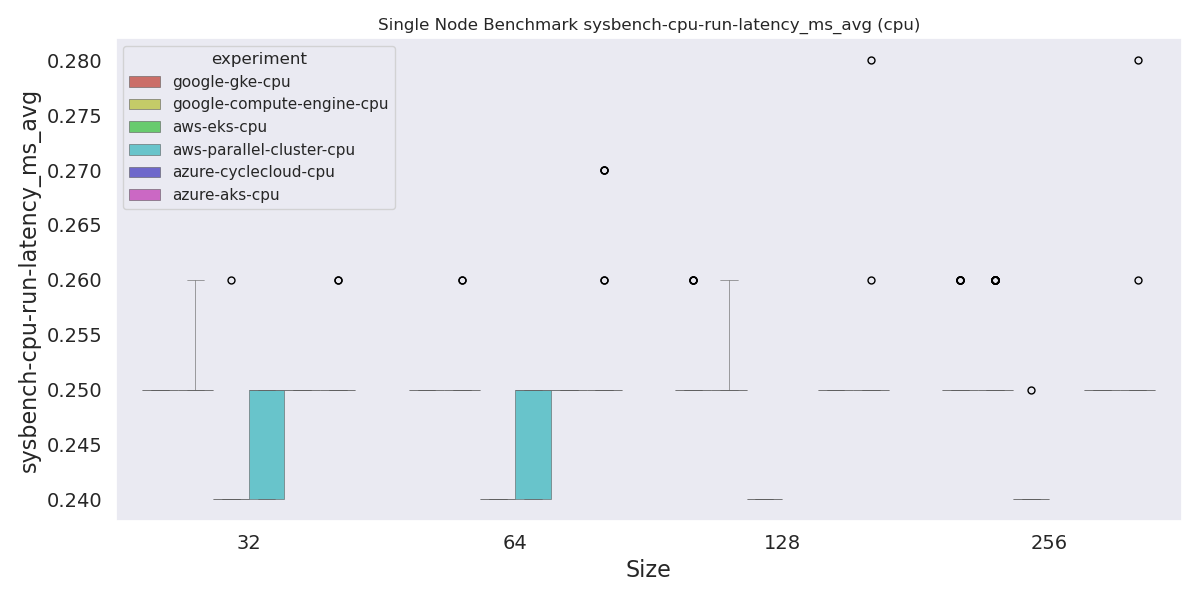 Single Node Benchmark sysbench-cpu-run-latency_ms_avg (cpu)
sysbench-cpu-run-latency_ms_avg
0.280
0.275
0.270
0.265
0.260
0.255
0.250
0.245
0.240
experiment
google-gke-cpu
google-compute-engine-cpu
aws-eks-cpu
aws-parallel-cluster-cpu
azure-cyclecloud-cpu
azure-aks-cpu
32
64
128
256
Size